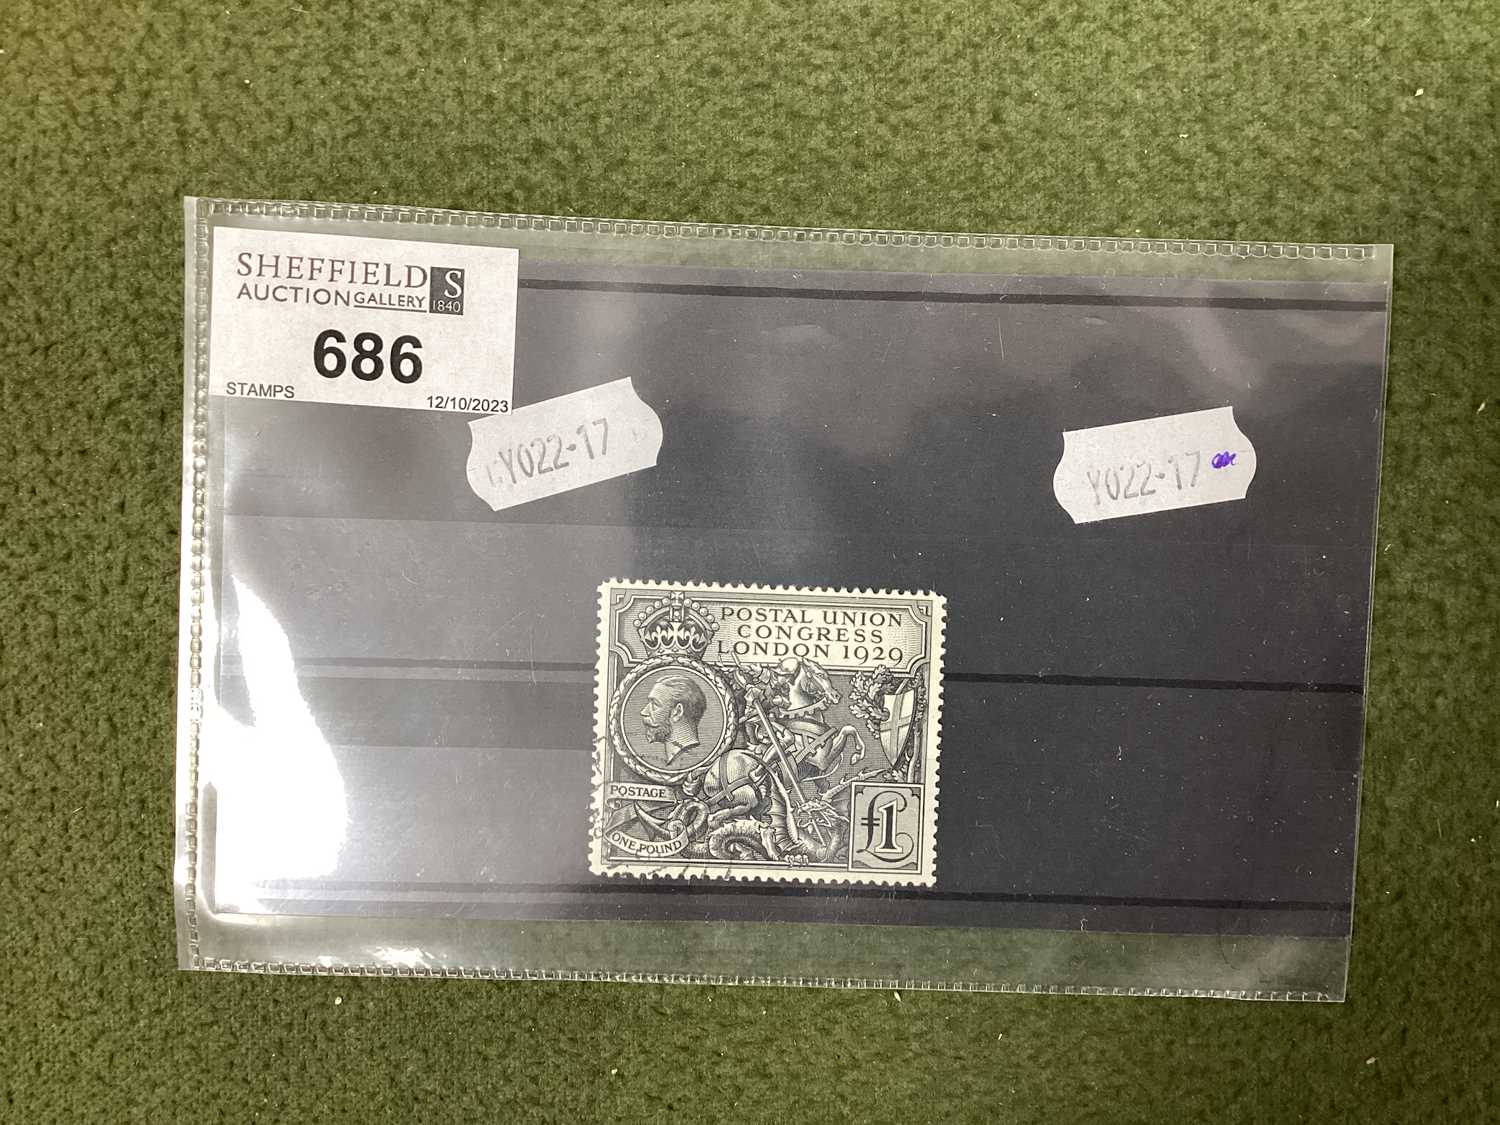 SHEFFIELD S
AUCTION GALLERY 1840
686
STAMPS 12/10/2023
Y022-17
Y022-17
POSTAL UNION
CONGRESS
LONDON 1929
POSTAGE
ONE POUND
£1